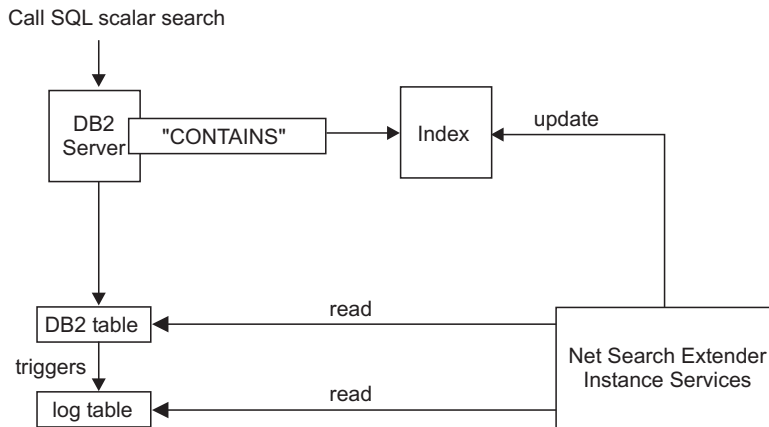 Call SQL scalar search
DB2
Server
"CONTAINS"
Index
update
DB2 table
read
triggers
log table
read
Net Search Extender
Instance Services